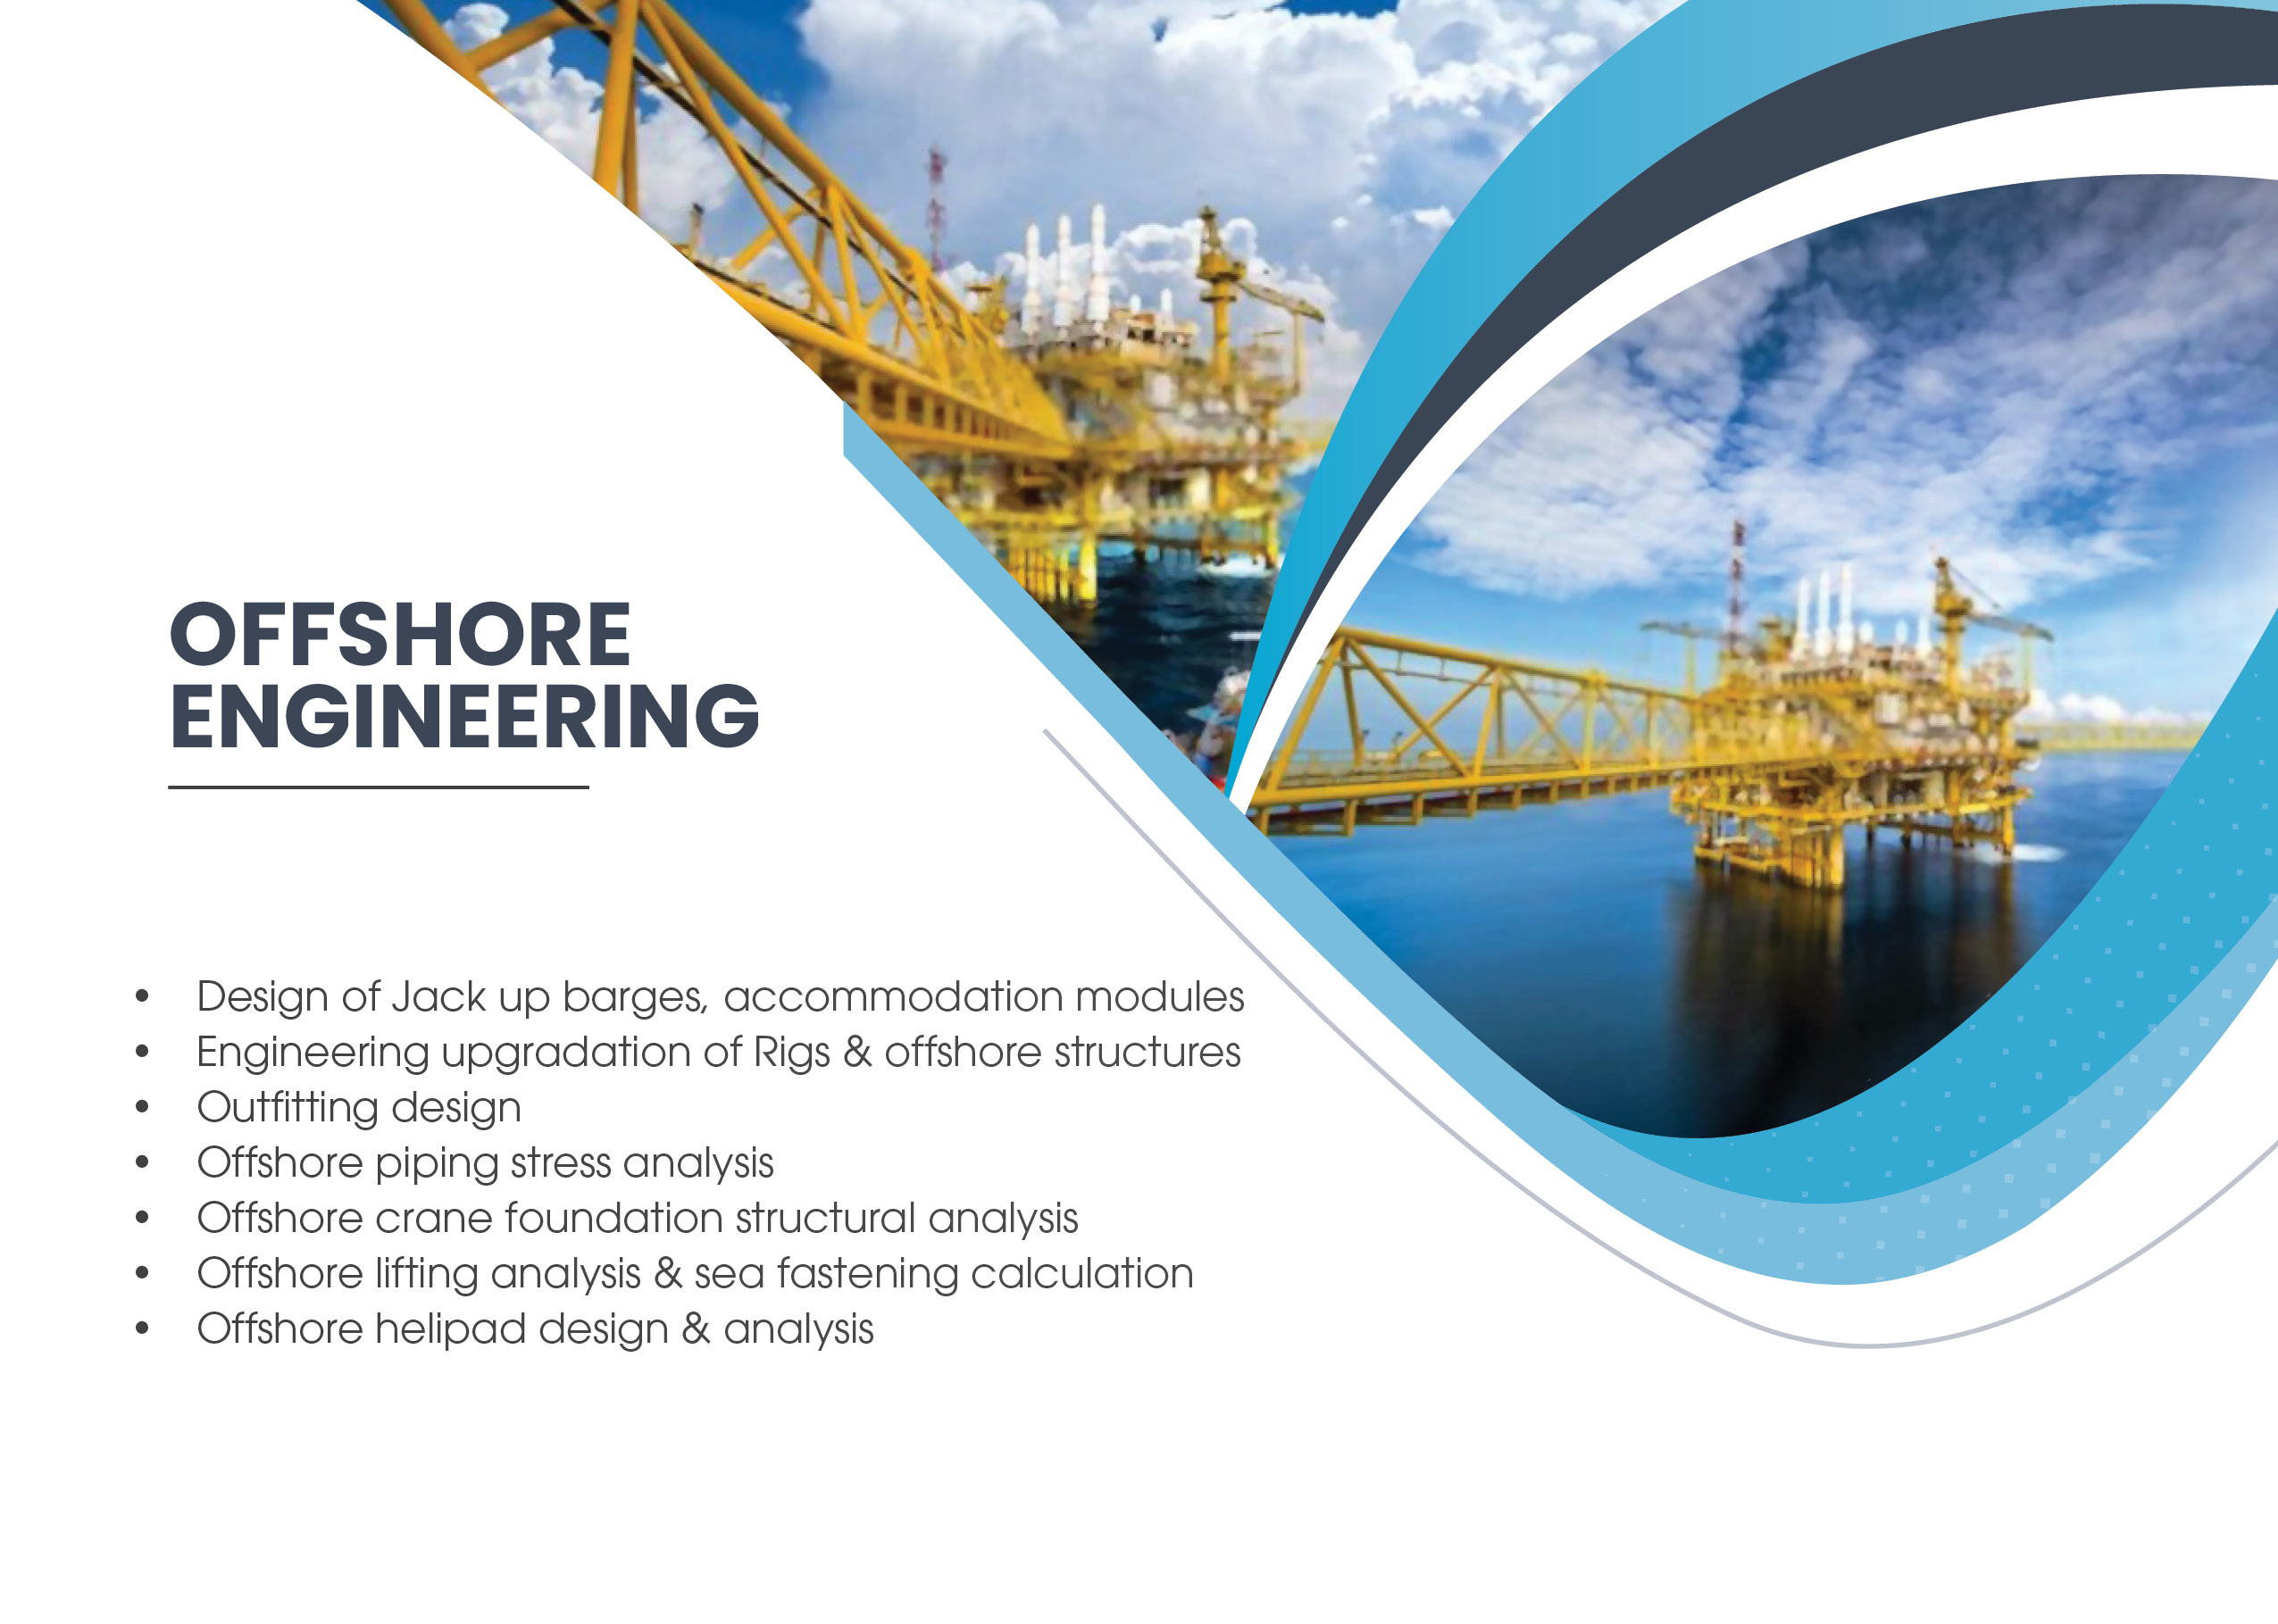 OFFSHORE
ENGINEERING
• Design of Jack up barges, accommodation modules
• Engineering upgradation of Rigs & offshore structures
• Outfitting design
• Offshore piping stress analysis
• Offshore crane foundation structural analysis
• Offshore lifting analysis & sea fastening calculation
• Offshore helipad design & analysis